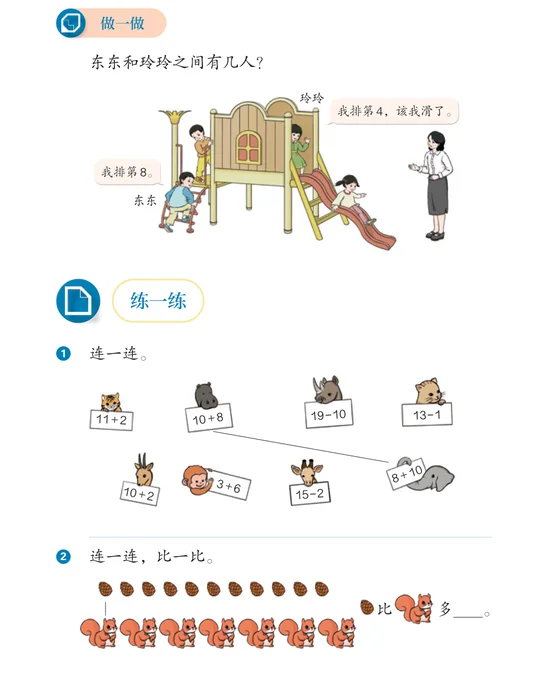 做一做
东东和玲玲之间有几人?
玲玲
我排第4,该我滑了。
我排第8。
东东
练一练
1 连一连。
11+2 10+8 19-10 13-1
10+2 3+6 15-2 8+10
2 连一连,比一比。
比 多____。